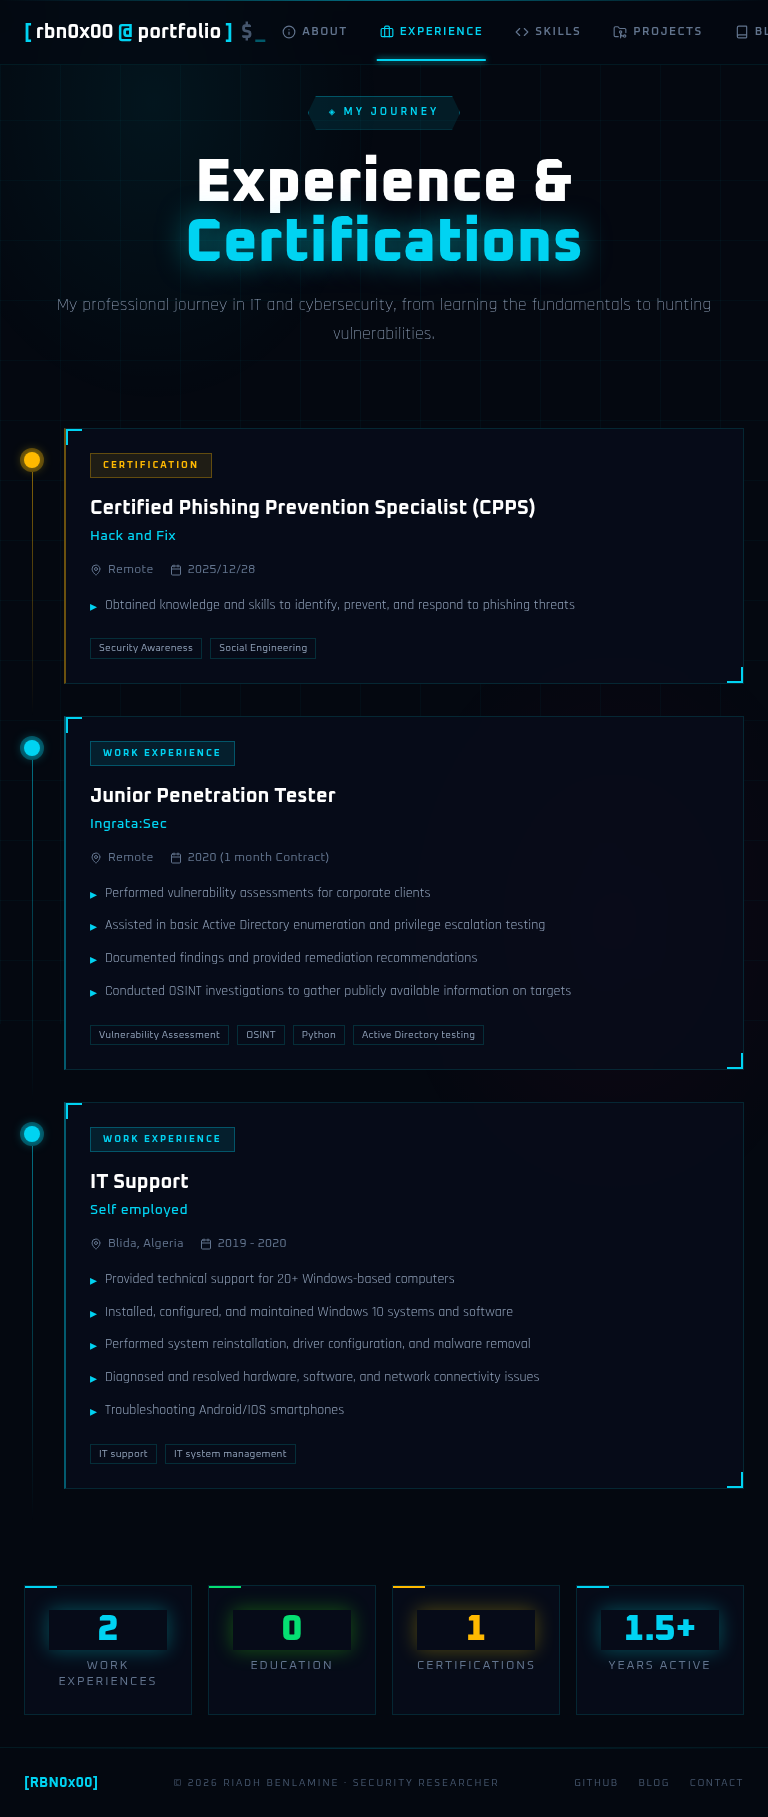 [ rbn0x00 @ portfolio ] $_
ABOUT
EXPERIENCE
SKILLS
PROJECTS
◈ MY JOURNEY
Experience &
Certifications
My professional journey in IT and cybersecurity, from learning the fundamentals to hunting
vulnerabilities.
CERTIFICATION
Certified Phishing Prevention Specialist (CPPS)
Hack and Fix
Remote 2025/12/28
▶ Obtained knowledge and skills to identify, prevent, and respond to phishing threats
Security Awareness Social Engineering
WORK EXPERIENCE
Junior Penetration Tester
Ingrata:Sec
Remote 2020 (1 month Contract)
▶ Performed vulnerability assessments for corporate clients
▶ Assisted in basic Active Directory enumeration and privilege escalation testing
▶ Documented findings and provided remediation recommendations
▶ Conducted OSINT investigations to gather publicly available information on targets
Vulnerability Assessment OSINT Python Active Directory testing
WORK EXPERIENCE
IT Support
Self employed
Blida, Algeria 2019 - 2020
▶ Provided technical support for 20+ Windows-based computers
▶ Installed, configured, and maintained Windows 10 systems and software
▶ Performed system reinstallation, driver configuration, and malware removal
▶ Diagnosed and resolved hardware, software, and network connectivity issues
▶ Troubleshooting Android/IOS smartphones
IT support IT system management
2
WORK
EXPERIENCES
0
EDUCATION
1
CERTIFICATIONS
1.5+
YEARS ACTIVE
[RBN0x00]
© 2026 RIADH BENLAMINE · SECURITY RESEARCHER
GITHUB BLOG CONTACT